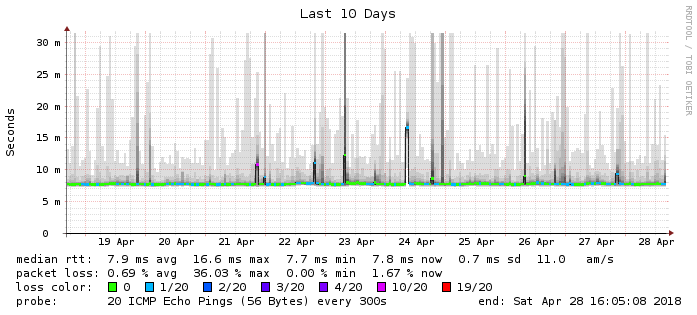 Last 10 Days
RRDTOOL / TOBI OETIKER
Seconds
30 m
25 m
20 m
15 m
10 m
5 m
0
19 Apr 20 Apr 21 Apr 22 Apr 23 Apr 24 Apr 25 Apr 26 Apr 27 Apr 28 Apr
median rtt: 7.9 ms avg 16.6 ms max 7.7 ms min 7.8 ms now 0.7 ms sd 11.0 am/s
packet loss: 0.69 % avg 36.03 % max 0.00 % min 1.67 % now
loss color: 0 1/20 2/20 3/20 4/20 10/20 19/20
probe: 20 ICMP Echo Pings (56 Bytes) every 300s end: Sat Apr 28 16:05:08 2018